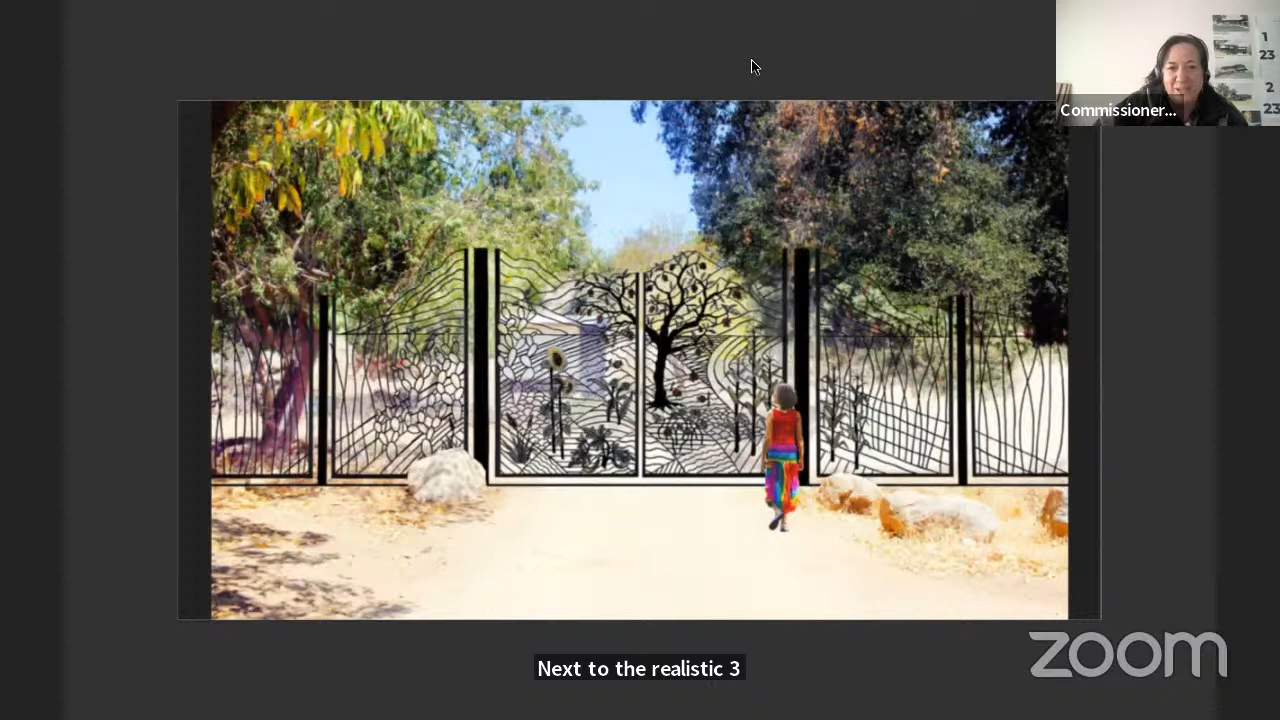 1
23
2
23
Commissioner...
Next to the realistic 3
zoom